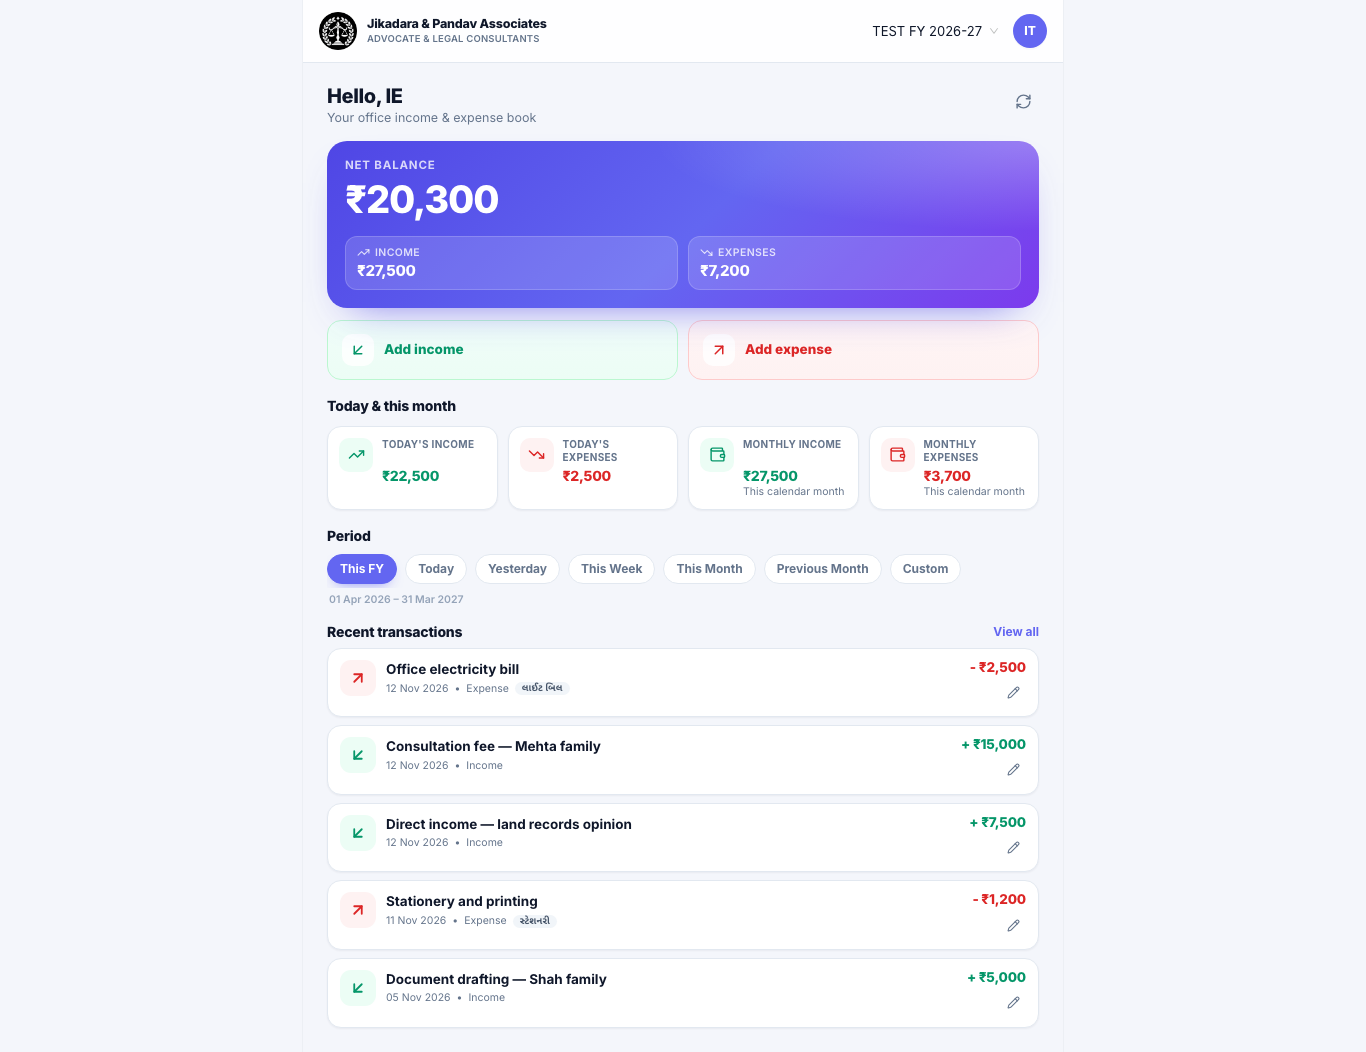 Jikadara & Pandav Associates
ADVOCATE & LEGAL CONSULTANTS
TEST FY 2026-27
IT
Hello, IE
Your office income & expense book
NET BALANCE
₹20,300
INCOME
₹27,500
EXPENSES
₹7,200
Add income
Add expense
Today & this month
TODAY'S INCOME
₹22,500
TODAY'S
EXPENSES
₹2,500
MONTHLY INCOME
₹27,500
This calendar month
MONTHLY
EXPENSES
₹3,700
This calendar month
Period
This FY
Today
Yesterday
This Week
This Month
Previous Month
Custom
01 Apr 2026 – 31 Mar 2027
Recent transactions
View all
Office electricity bill
- ₹2,500
12 Nov 2026 • Expense લાઈટ બિલ
Consultation fee — Mehta family
+ ₹15,000
12 Nov 2026 • Income
Direct income — land records opinion
+ ₹7,500
12 Nov 2026 • Income
Stationery and printing
- ₹1,200
11 Nov 2026 • Expense સ્ટેશનરી
Document drafting — Shah family
+ ₹5,000
05 Nov 2026 • Income